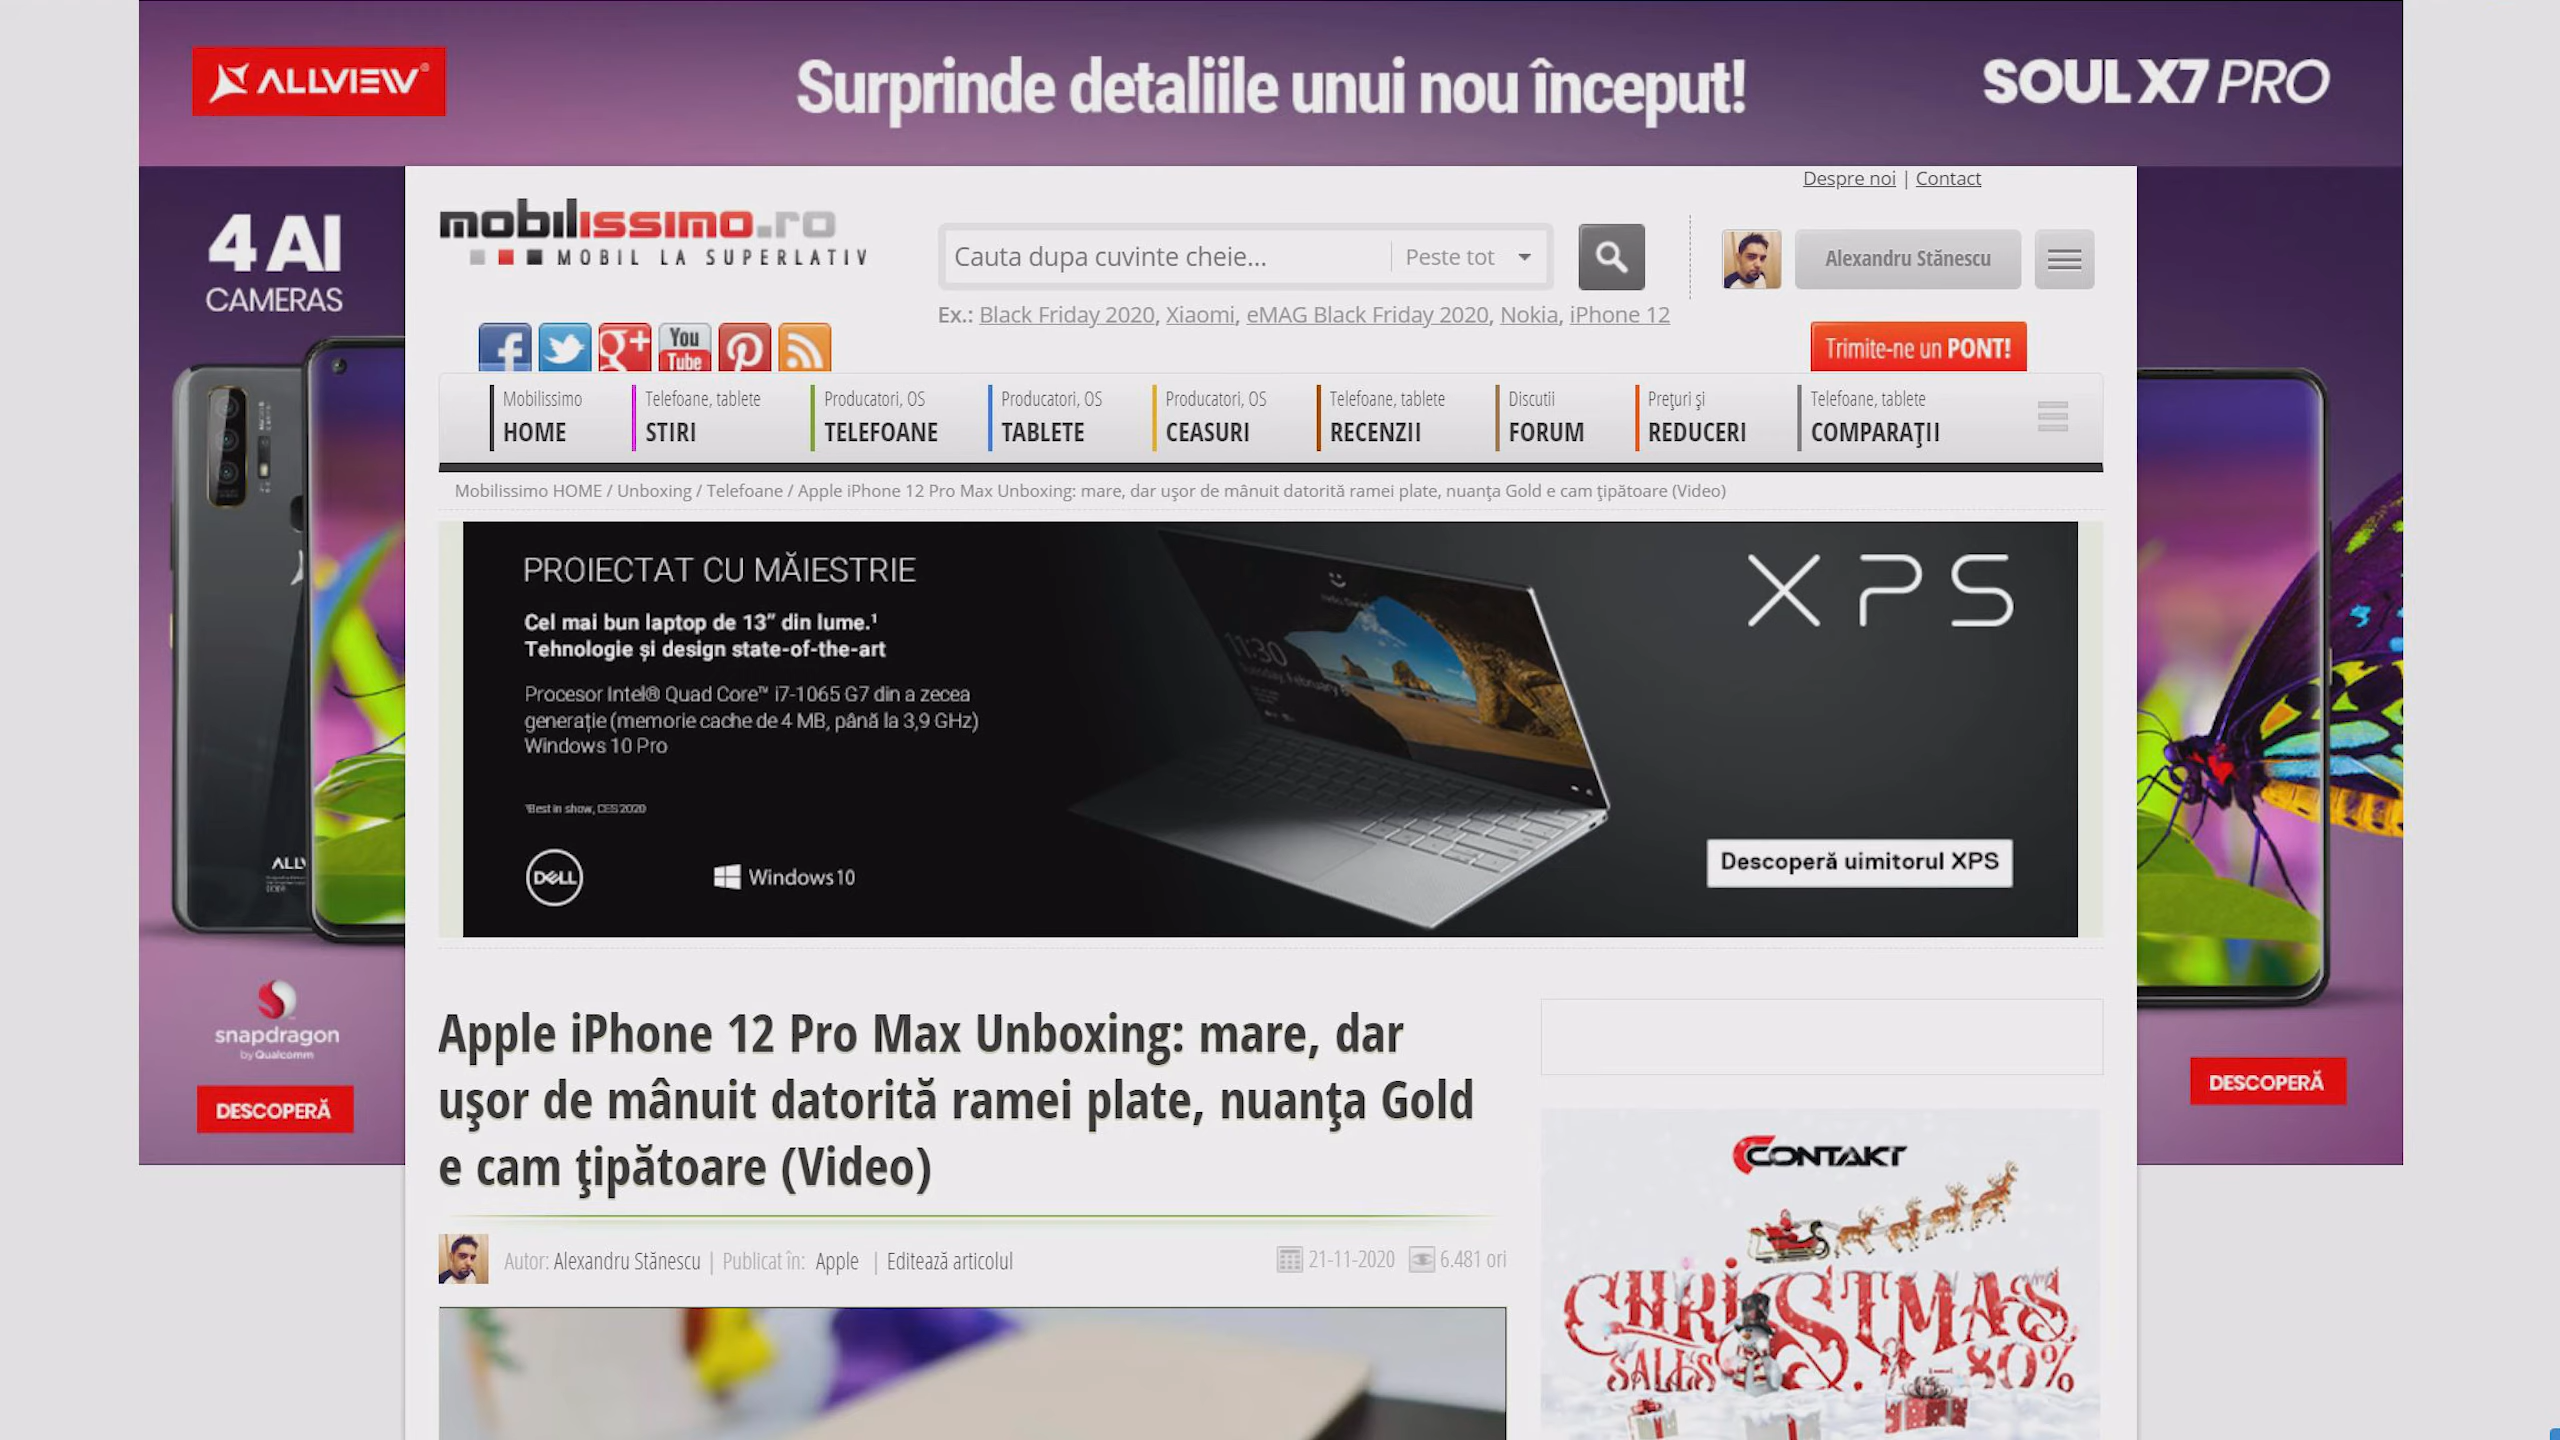 ALLVIEW®
Surprinde detaliile unui nou început!
SOUL X7 PRO
4 AI
CAMERAS
Despre noi | Contact
mobilissimo.ro
MOBIL LA SUPERLATIV
Cauta dupa cuvinte cheie...
Peste tot
Alexandru Stănescu
Ex.: Black Friday 2020, Xiaomi, eMAG Black Friday 2020, Nokia, iPhone 12
f
g+
You
Tube
Trimite-ne un PONT!
Mobilissimo
HOME
Telefoane, tablete
STIRI
Producatori, OS
TELEFOANE
Producatori, OS
TABLETE
Producatori, OS
CEASURI
Telefoane, tablete
RECENZII
Discutii
FORUM
Preţuri şi
REDUCERI
Telefoane, tablete
COMPARAŢII
Mobilissimo HOME / Unboxing / Telefoane / Apple iPhone 12 Pro Max Unboxing: mare, dar uşor de mânuit datorită ramei plate, nuanţa Gold e cam ţipătoare (Video)
PROIECTAT CU MĂIESTRIE
Cel mai bun laptop de 13” din lume.¹
Tehnologie și design state-of-the-art
Procesor Intel® Quad Core™ i7-1065 G7 din a zecea
generație (memorie cache de 4 MB, până la 3,9 GHz)
Windows 10 Pro
¹Best in show, CES 2020
DELL
Windows 10
11:30
XPS
Descoperă uimitorul XPS
ALLV
snapdragon
by Qualcomm
DESCOPERĂ
DESCOPERĂ
Apple iPhone 12 Pro Max Unboxing: mare, dar
uşor de mânuit datorită ramei plate, nuanţa Gold
e cam ţipătoare (Video)
Autor: Alexandru Stănescu | Publicat în: Apple | Editează articolul
21-11-2020
6.481 ori
CONTAKT
CHRISTMAS
SALES
-80%